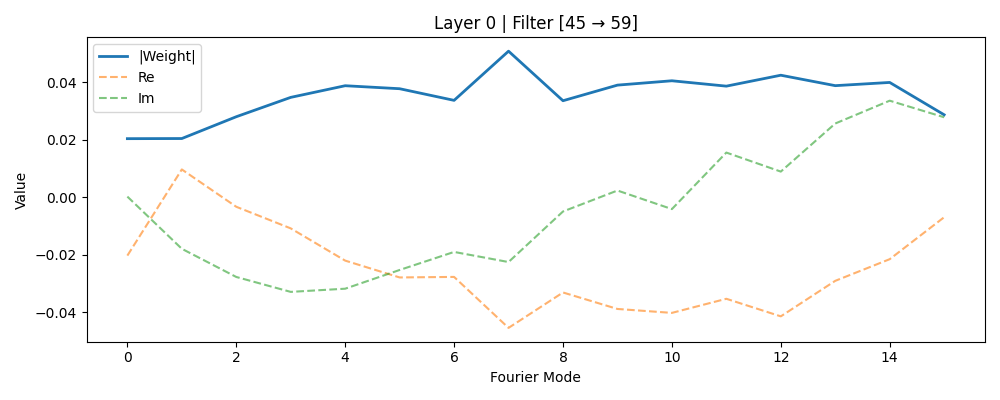 Layer 0 | Filter [45 → 59]
|Weight|
Re
Im
Value
0.04
0.02
0.00
−0.02
−0.04
0 2 4 6 8 10 12 14
Fourier Mode